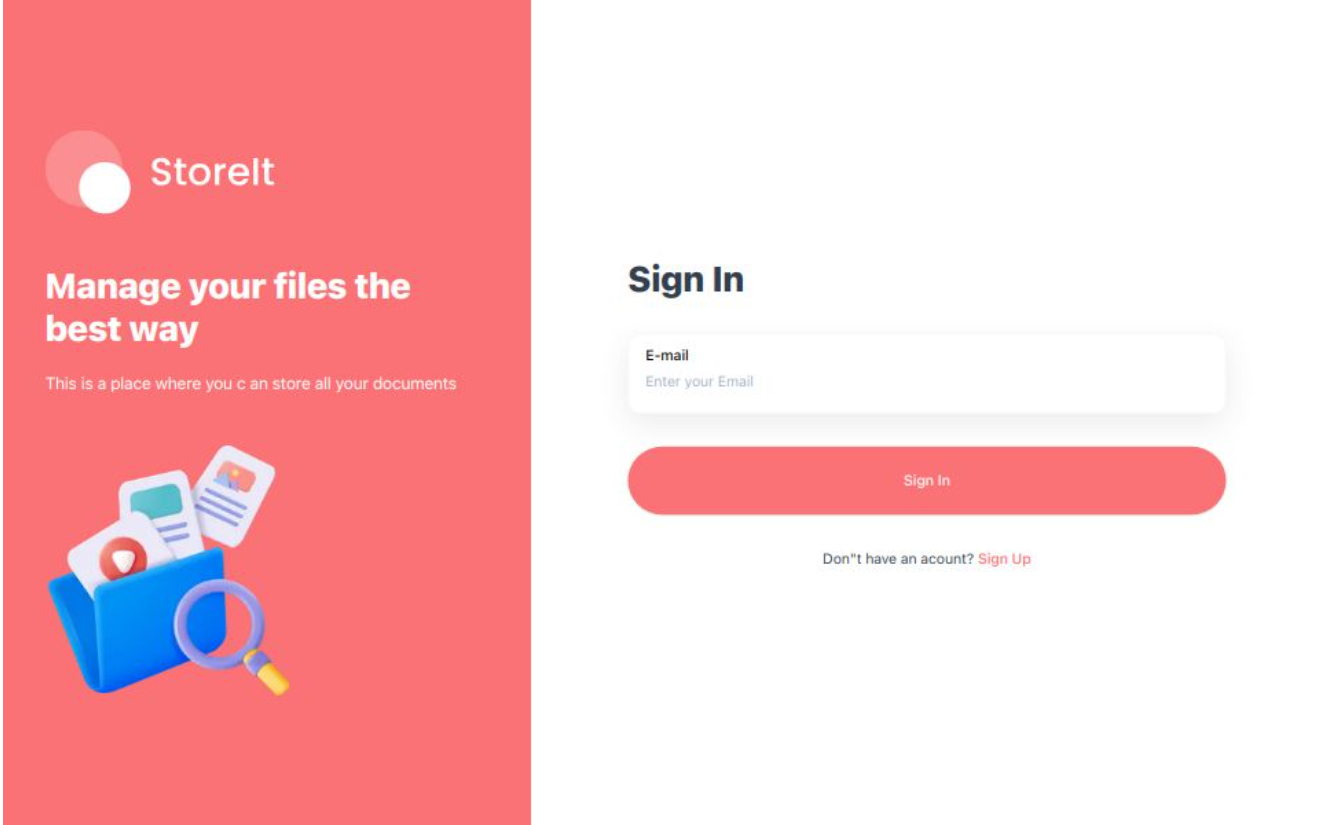 StoreIt
Manage your files the
best way
This is a place where you c an store all your documents
Sign In
E-mail
Enter your Email
Sign In
Don"t have an acount? Sign Up